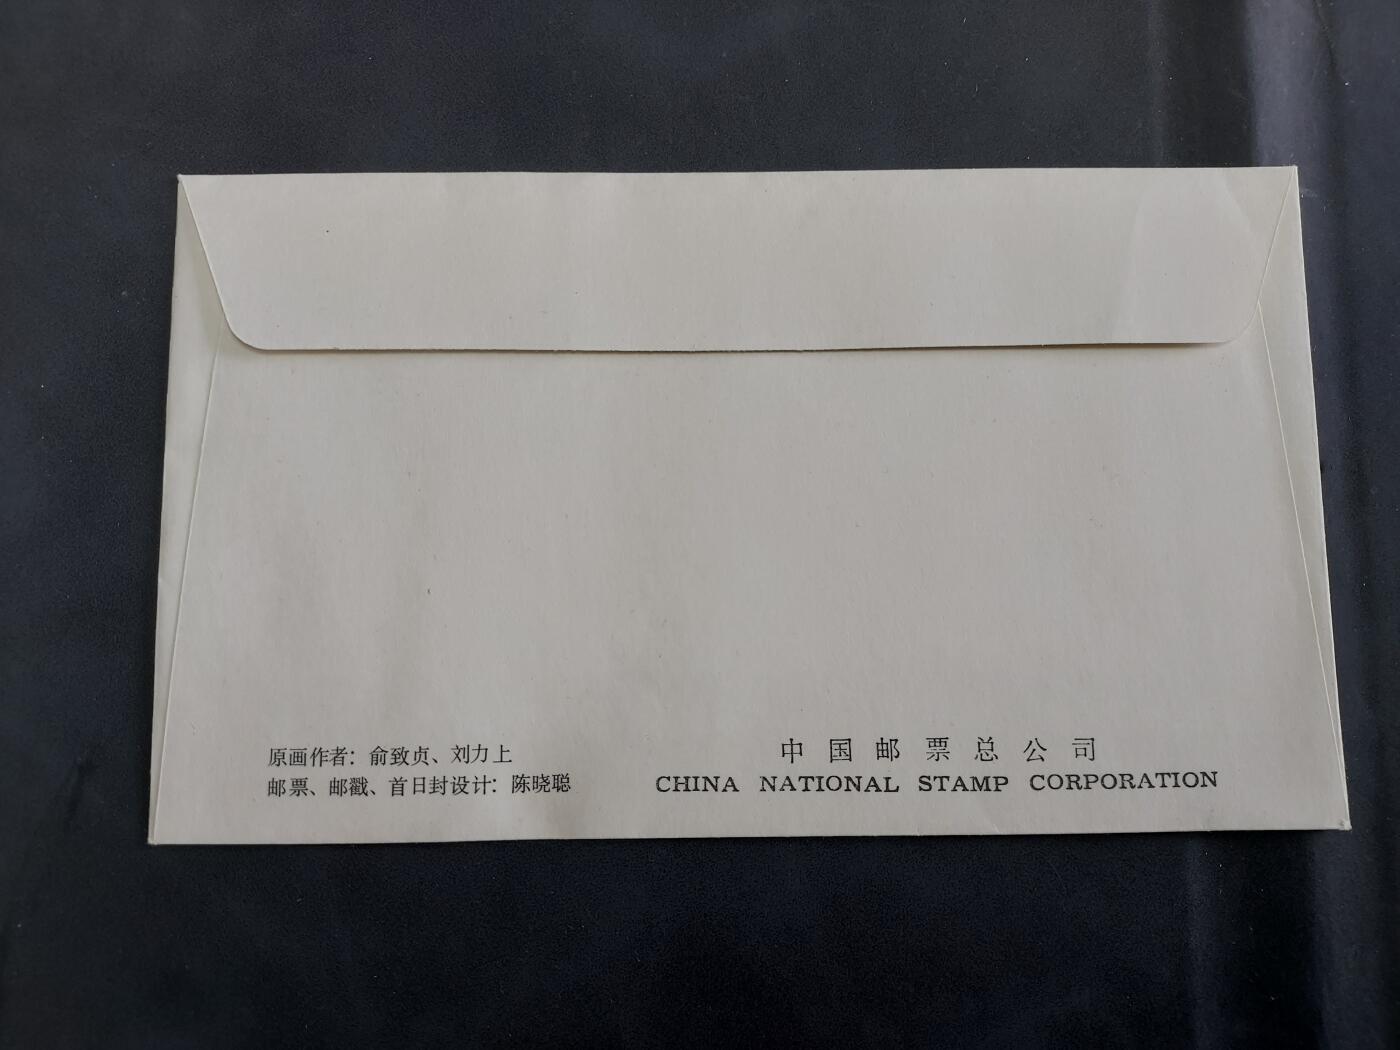 原画作者：俞致贞、刘力上
邮票、邮戳、首日封设计：陈晓聪
中国邮票总公司
CHINA NATIONAL STAMP CORPORATION